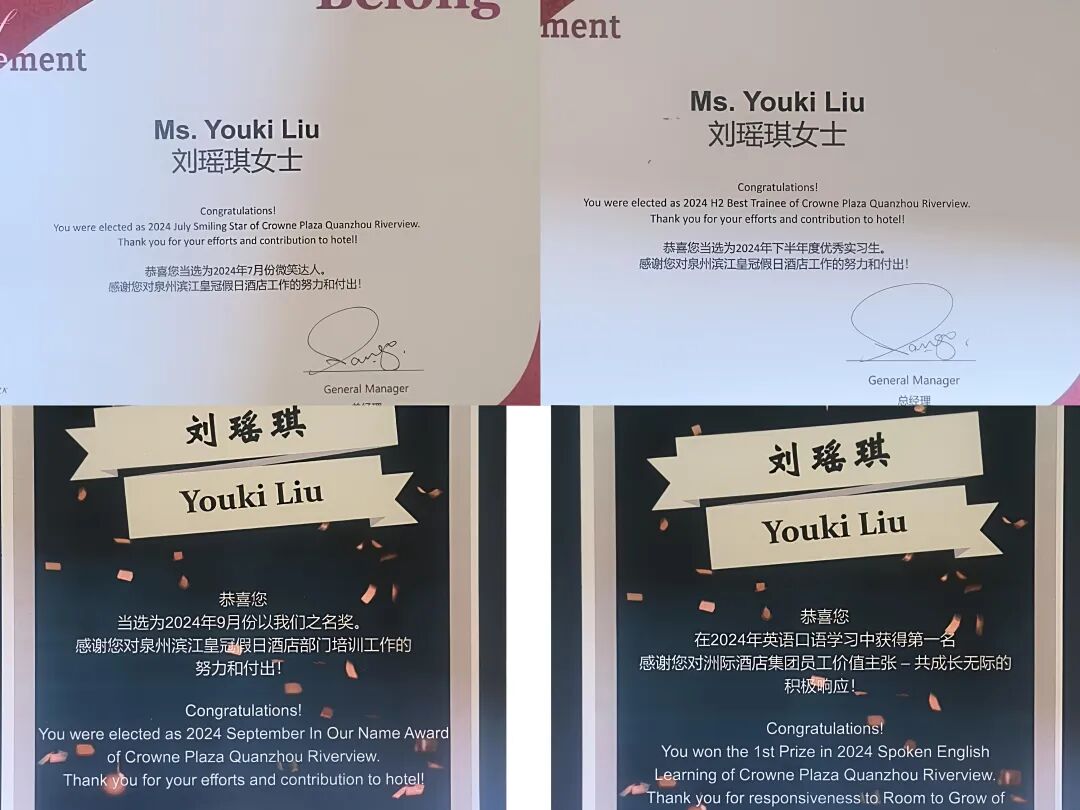 Belong
ement
Ms. Youki Liu
刘瑶琪女士
Congratulations!
You were elected as 2024 July Smiling Star of Crowne Plaza Quanzhou Riverview.
Thank you for your efforts and contribution to hotel!
恭喜您当选为2024年7月份微笑达人。
感谢您对泉州滨江皇冠假日酒店工作的努力和付出!
General Manager
总经理
ment
Ms. Youki Liu
刘瑶琪女士
Congratulations!
You were elected as 2024 H2 Best Trainee of Crowne Plaza Quanzhou Riverview.
Thank you for your efforts and contribution to hotel!
恭喜您当选为2024年下半年度优秀实习生。
感谢您对泉州滨江皇冠假日酒店工作的努力和付出!
General Manager
总经理
刘瑶琪
Youki Liu
恭喜您
当选为2024年9月份以我们之名奖。
感谢您对泉州滨江皇冠假日酒店部门培训工作的
努力和付出!
Congratulations!
You were elected as 2024 September In Our Name Award
of Crowne Plaza Quanzhou Riverview.
Thank you for your efforts and contribution to hotel!
刘瑶琪
Youki Liu
恭喜您
在2024年英语口语学习中获得第一名
感谢您对洲际酒店集团员工价值主张 – 共成长无际的
积极响应!
Congratulations!
You won the 1st Prize in 2024 Spoken English
Learning of Crowne Plaza Quanzhou Riverview.
Thank you for responsiveness to Room to Grow of